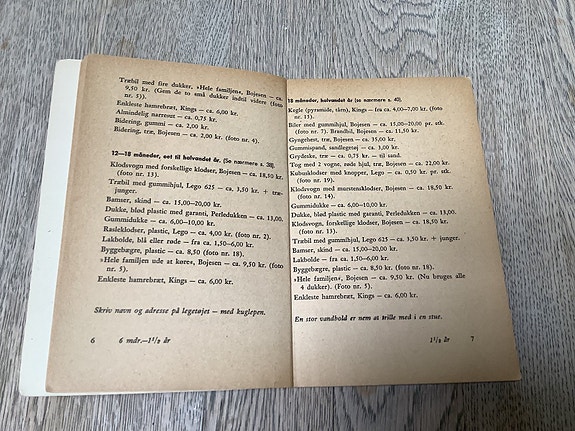 Træbil med fire dukker, »Hele familien«, Bojesen — ca.
9,50 kr. (Gem de to små dukker indtil videre (foto
nr. 5)).
Enkleste hamrebræt, Kings — ca. 6,00 kr.
Almindelig narresut — ca. 0,75 kr.
Bidering, gummi — ca. 2,00 kr.
Bidering, træ, Bojesen — ca. 2,00 kr. (foto nr. 4).
12—18 måneder, eet til halvandet år. (Se nærmere s. 38).
Klodsvogn med forskellige klodser, Bojesen — ca. 18,50 kr.
(foto nr. 13).
Træbil med gummihjul, Lego 625 — ca. 3,50 kr. + træ-
junger.
Bamser, skind — ca. 15,00—20,00 kr.
Dukke, blød plastic med garanti, Perledukken — ca. 13,00.
Gummidukke — ca. 6,00—10,00 kr.
Rasleklodser, plastic, Lego — ca. 4,00 kr. (foto nr. 2).
Lakbolde, blå eller røde — fra ca. 1,50—6,00 kr.
Byggebægre, plastic — ca. 8,50 (foto nr. 18).
»Hele familien ude at køre«, Bojesen — ca. 9,50 kr. (foto
nr. 5).
Enkleste hamrebræt, Kings — ca. 6,00 kr.
Skriv navn og adresse på legetøjet — med kuglepen.
6 6 mdr.—1½ år
18 måneder, halvandet år. (se nærmere s. 40).
Kegle (pyramide, tårn), Kings — fra ca. 4,00—7,00 kr. (foto
nr. 15).
Biler med gummihjul, Bojesen — ca. 15,00—20,00 pr. stk.
(foto nr. 7). Brandbil, Bojesen — ca. 11,50 kr.
Gyngehest, træ, Bojesen — ca. 35,00 kr.
Gummispand, sandlegetøj — ca. 3,00 kr.
Grydeske, træ — ca. 0,75 kr. — til sand.
Tog med 2 vogne, røde hjul, træ, Bojesen — ca. 22,00 kr.
Kubusklodser med knopper, Lego — ca. 0,50 kr. pr. stk.
(foto nr. 19).
Klodsvogn med murstensklodser, Bojesen — ca. 18,50 kr.
(foto nr. 14).
Gummidukke — ca. 6,00—10,00 kr.
Dukke, blød plastic med garanti, Perledukken — ca. 13,00.
Klodsvogn, forskellige klodser, Bojesen — ca. 18,50 kr.
(foto nr. 13).
Træbil med gummihjul, Lego 625 — ca. 3,50 kr. + junger.
Bamser, skind — ca. 15,00—20,00 kr.
Lakbolde — fra ca. 1,50—6,00 kr.
Byggebægre, plastic — ca. 8,50 (foto nr. 18).
»Hele familien«, Bojesen — ca. 9,50 kr. (Nu bruges alle
4 dukker). (Foto nr. 5).
Enkleste hamrebræt, Kings — ca. 6,00 kr.
En stor vandbold er nem at trille med i en stue.
1½ år 7